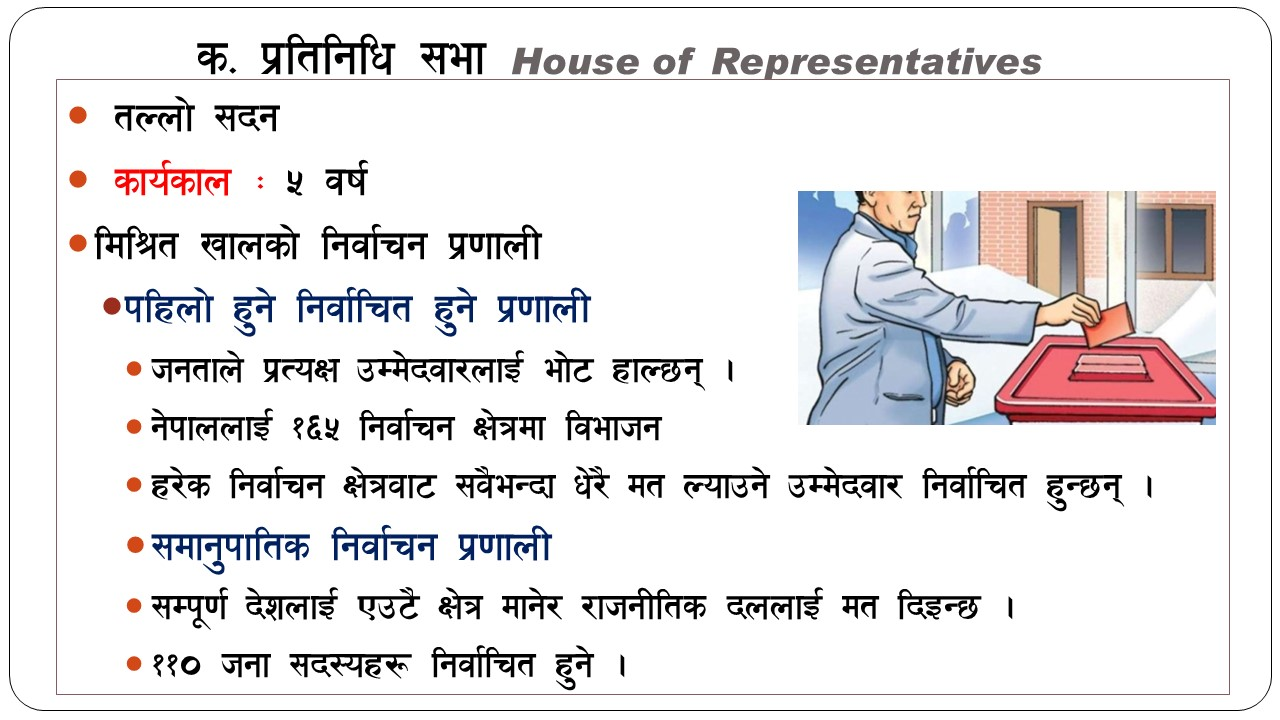 क. प्रतिनिधि सभा House of Representatives
• तल्लो सदन
• कार्यकाल : ५ वर्ष
• मिश्रित खालको निर्वाचन प्रणाली
• पहिलो हुने निर्वाचित हुने प्रणाली
• जनताले प्रत्यक्ष उम्मेदवारलाई भोट हाल्छन् ।
• नेपाललाई १६५ निर्वाचन क्षेत्रमा विभाजन
• हरेक निर्वाचन क्षेत्रवाट सवैभन्दा धेरै मत ल्याउने उम्मेदवार निर्वाचित हुन्छन् ।
• समानुपातिक निर्वाचन प्रणाली
• सम्पूर्ण देशलाई एउटै क्षेत्र मानेर राजनीतिक दललाई मत दिइन्छ ।
• ११० जना सदस्यहरू निर्वाचित हुने ।